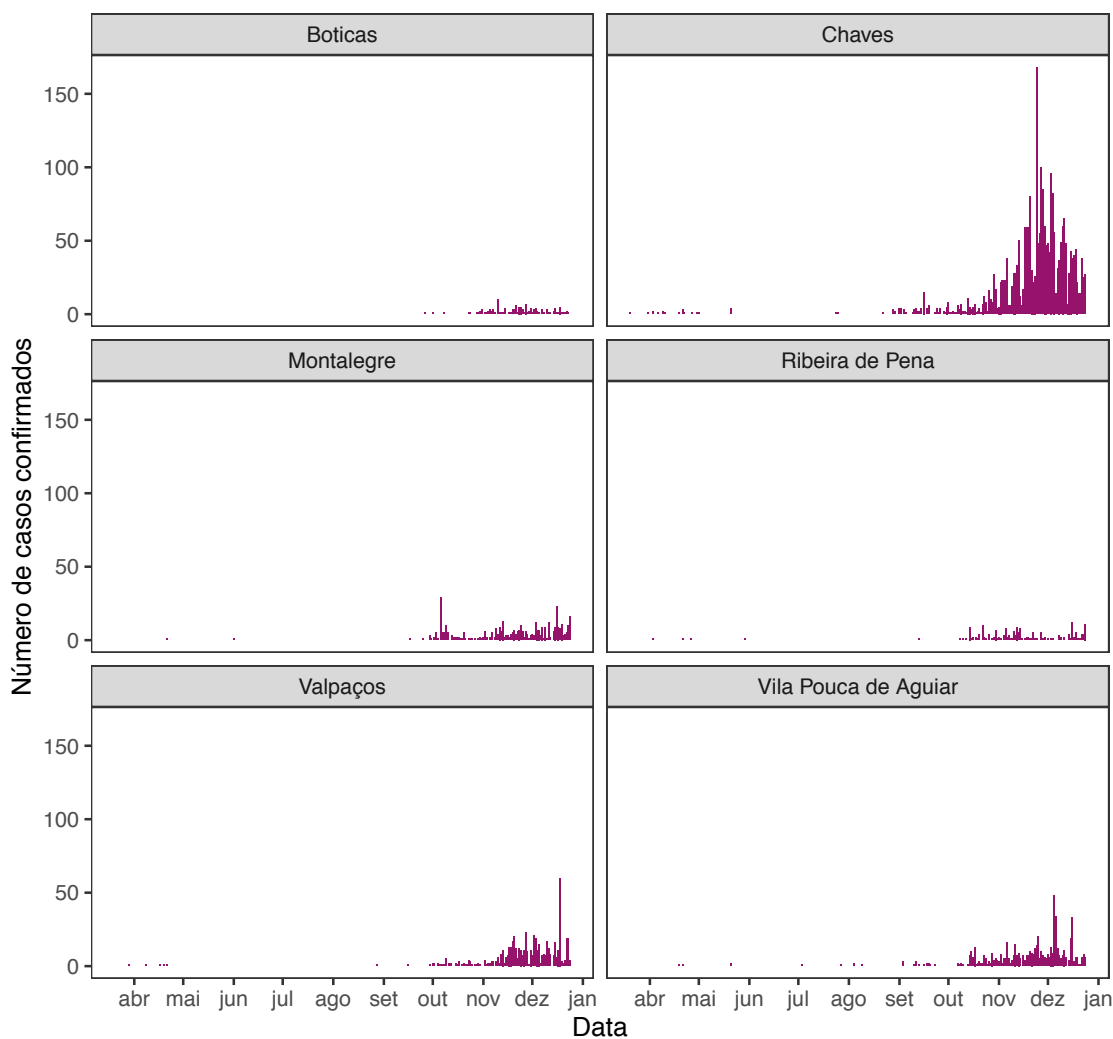 Boticas
Chaves
150
100
50
0
Montalegre
Ribeira de Pena
150
100
50
0
Valpaços
Vila Pouca de Aguiar
150
100
50
0
abr mai jun jul ago set out nov dez jan
abr mai jun jul ago set out nov dez jan
Data
Número de casos confirmados